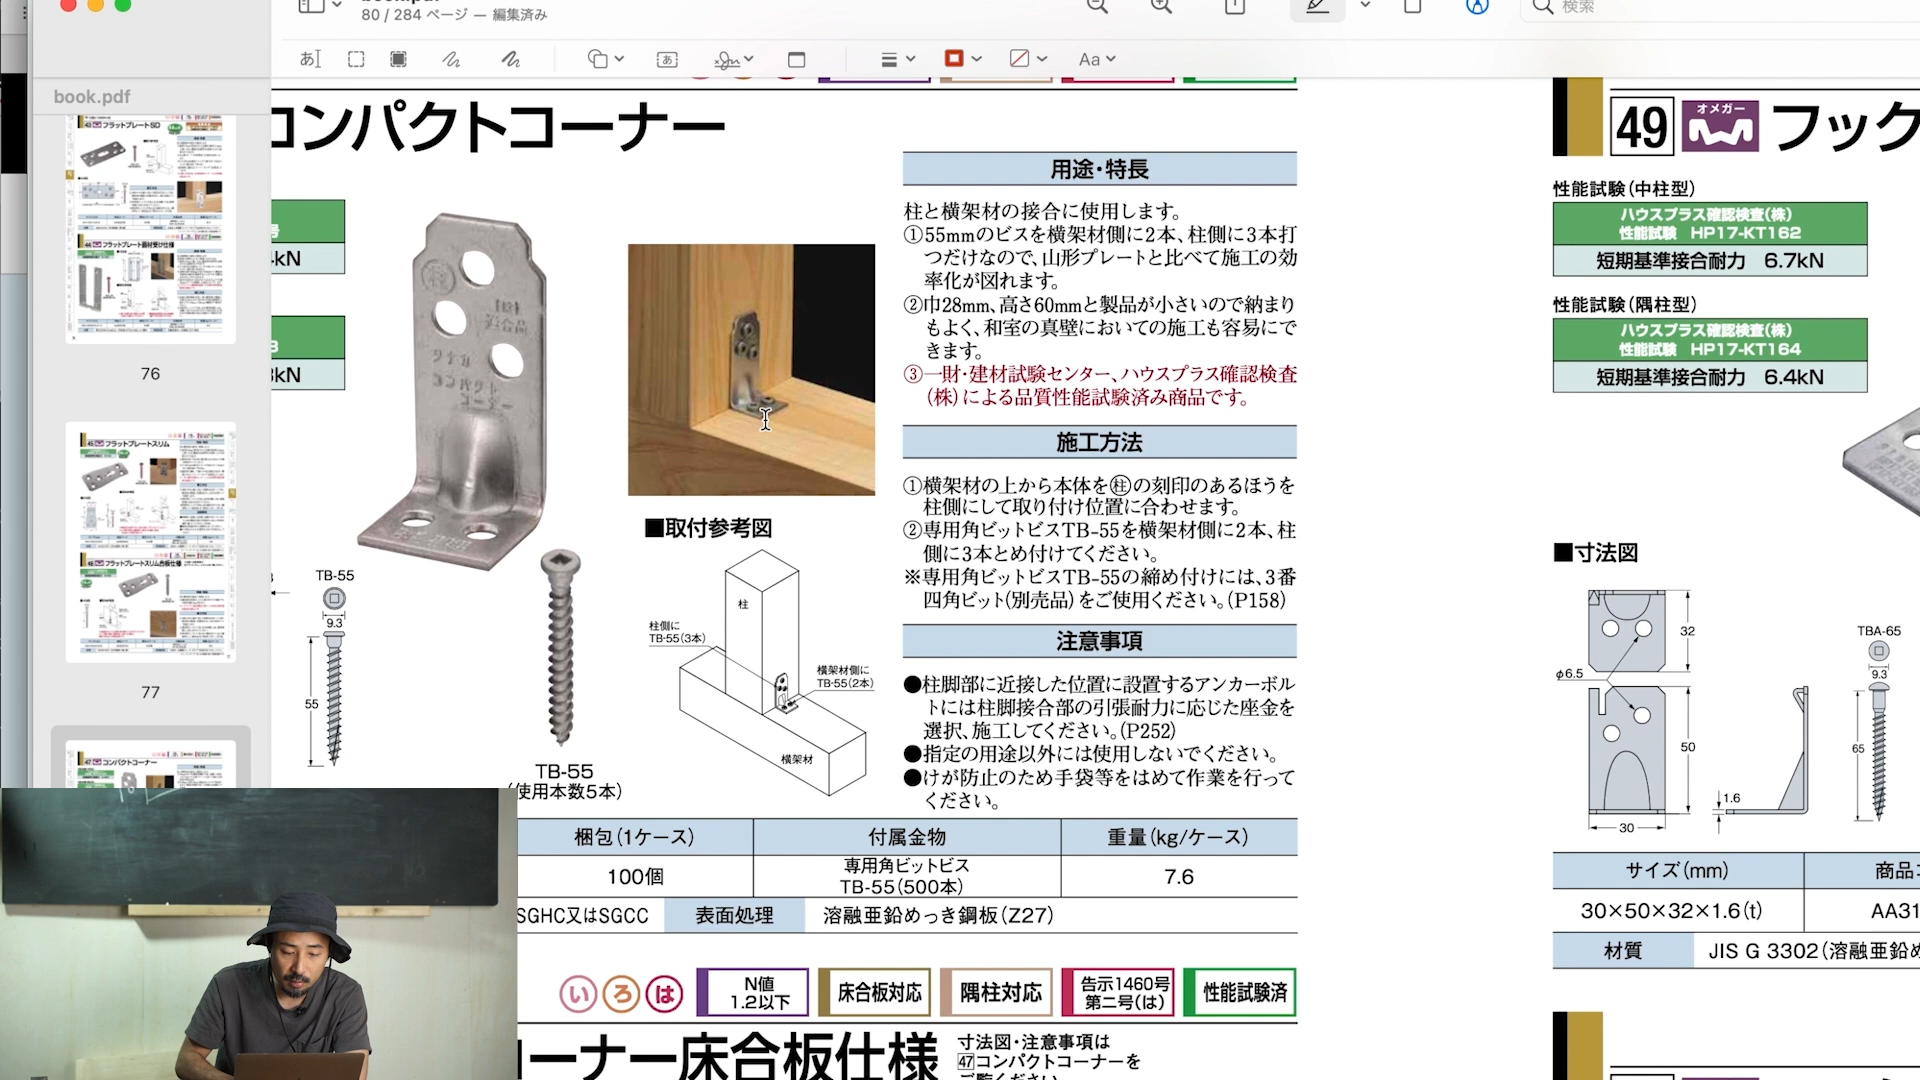 80 / 284 ページ — 編集済み
検索
あ
あ
Aa
book.pdf
76
77
コンパクトコーナー
kN
kN
用途・特長
柱と横架材の接合に使用します。
①55mmのビスを横架材側に2本、柱側に3本打
つだけなので、山形プレートと比べて施工の効
率化が図れます。
②巾28mm、高さ60mmと製品が小さいので納まり
もよく、和室の真壁においての施工も容易にで
きます。
③一財・建材試験センター、ハウスプラス確認検査
(株)による品質性能試験済み商品です。
施工方法
①横架材の上から本体を㊒の刻印のあるほうを
柱側にして取り付け位置に合わせます。
②専用角ビットビスTB-55を横架材側に2本、柱
側に3本とめ付けてください。
※専用角ビットビスTB-55の締め付けには、3番
四角ビット(別売品)をご使用ください。(P158)
注意事項
●柱脚部に近接した位置に設置するアンカーボル
トには柱脚接合部の引張耐力に応じた座金を
選択、施工してください。(P252)
●指定の用途以外には使用しないでください。
●けが防止のため手袋等をはめて作業を行って
ください。
TB-55
9.3
55
TB-55
(使用本数5本)
■取付参考図
柱
柱側に
TB-55(3本)
横架材側に
TB-55(2本)
横架材
梱包(1ケース)
付属金物
重量(kg/ケース)
100個
専用角ビットビス
TB-55(500本)
7.6
SGHC又はSGCC
表面処理
溶融亜鉛めっき鋼板(Z27)
い ろ は
N値
1.2以下
床合板対応
隅柱対応
告示1460号
第二号(は)
性能試験済
ーナー床合板仕様
寸法図・注意事項は
47コンパクトコーナーを
49
オメガー
フック
性能試験(中柱型)
ハウスプラス確認検査(株)
性能試験 HP17-KT162
短期基準接合耐力 6.7kN
性能試験(隅柱型)
ハウスプラス確認検査(株)
性能試験 HP17-KT164
短期基準接合耐力 6.4kN
■寸法図
32
φ6.5
50
30
1.6
TBA-65
9.3
65
サイズ(mm)
商品
30×50×32×1.6(t)
AA31
材質
JIS G 3302(溶融亜鉛め